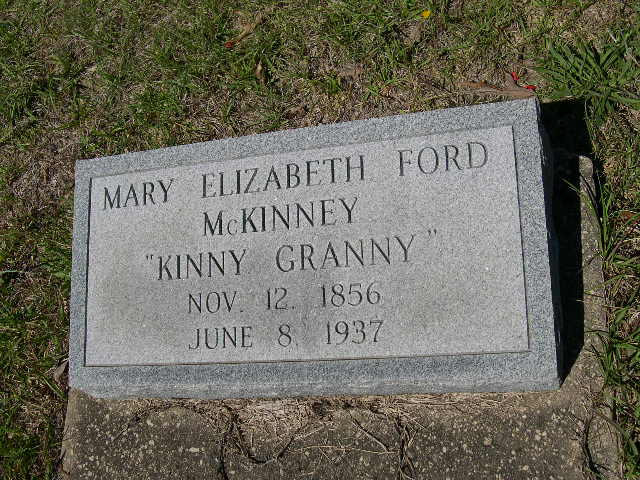 MARY ELIZABETH FORD
McKINNEY
"KINNY GRANNY"
NOV. 12. 1856
JUNE 8. 1937